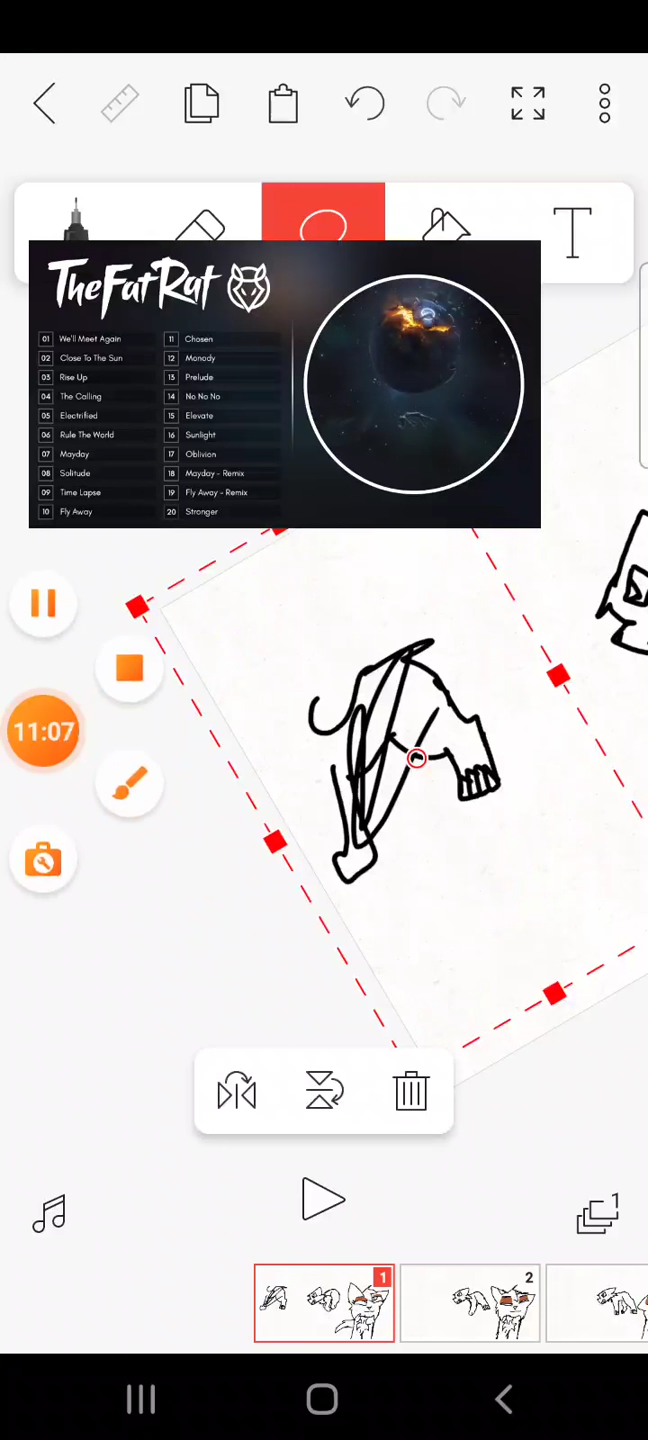 T
TheFatRat
01 We'll Meet Again
02 Close To The Sun
03 Rise Up
04 The Calling
05 Electrified
06 Rule The World
07 Mayday
08 Solitude
09 Time Lapse
10 Fly Away
11 Chosen
12 Monody
13 Prelude
14 No No No
15 Elevate
16 Sunlight
17 Oblivion
18 Mayday - Remix
19 Fly Away - Remix
20 Stronger
11:07
1
1
2